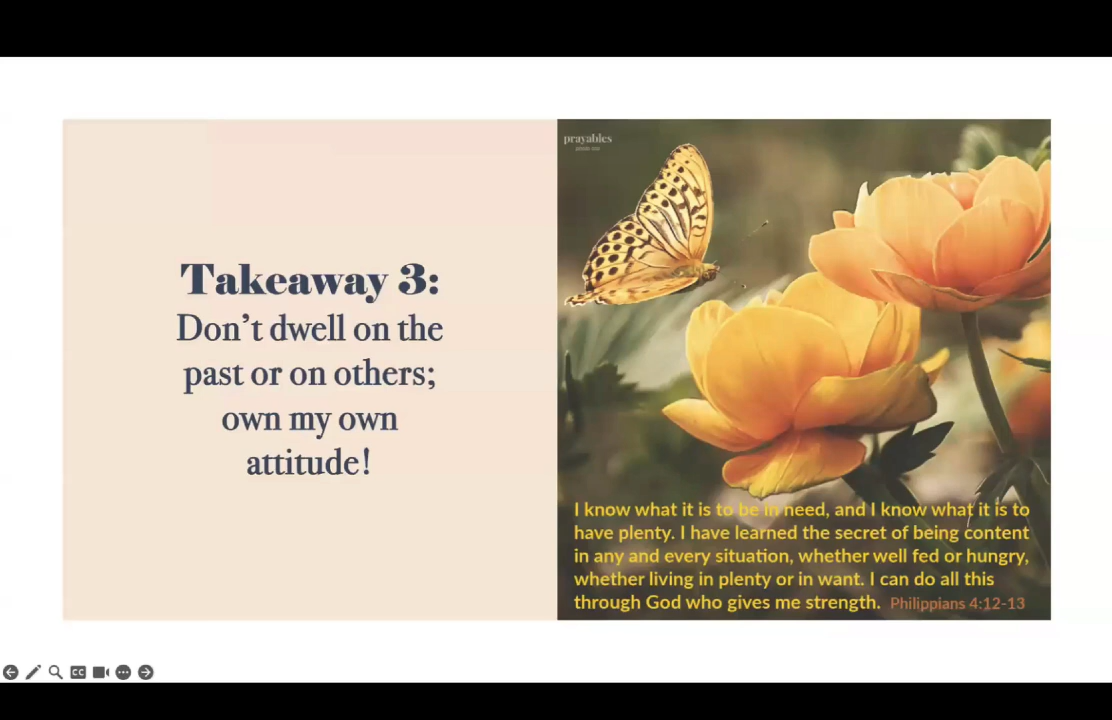 Takeaway 3:
Don't dwell on the
past or on others;
own my own
attitude!
prayables
I know what it is to be in need, and I know what it is to
have plenty. I have learned the secret of being content
in any and every situation, whether well fed or hungry,
whether living in plenty or in want. I can do all this
through God who gives me strength. Philippians 4:12-13
CC